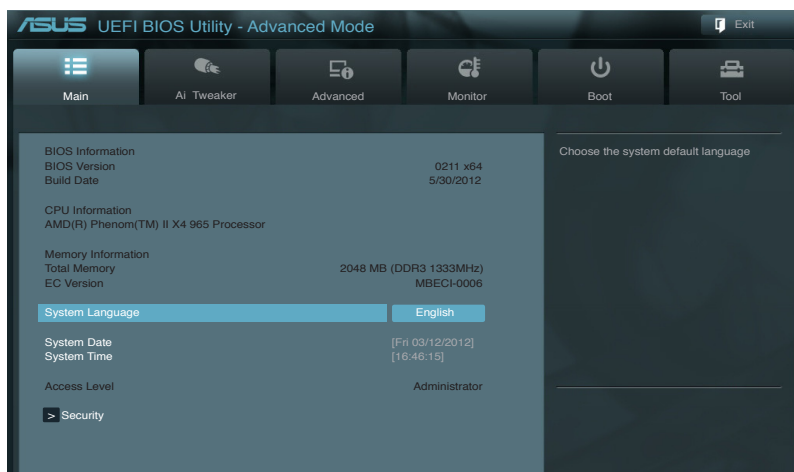 ASUS UEFI BIOS Utility - Advanced Mode
Exit
Main
Ai Tweaker
Advanced
Monitor
Boot
Tool
BIOS Information
BIOS Version 0211 x64
Build Date 5/30/2012
CPU Information
AMD(R) Phenom(TM) II X4 965 Processor
Memory Information
Total Memory 2048 MB (DDR3 1333MHz)
EC Version MBECI-0006
System Language English
System Date [Fri 03/12/2012]
System Time [16:46:15]
Access Level Administrator
> Security
Choose the system default language